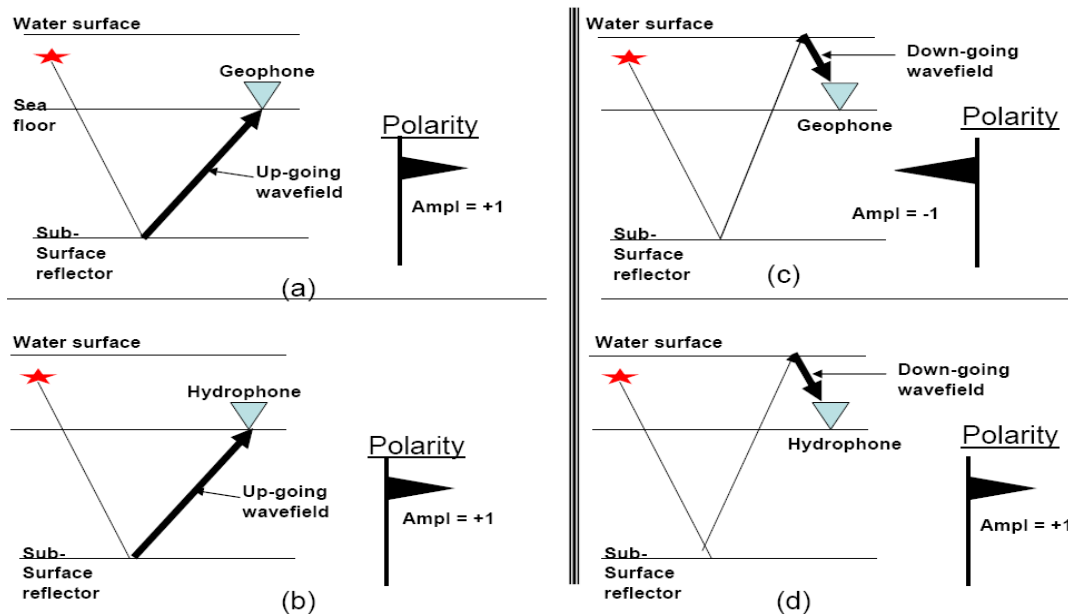 Water surface
Geophone
Sea
floor
Polarity
Up-going
wavefield
Ampl = +1
Sub-
Surface
reflector
(a)
Water surface
Down-going
wavefield
Geophone
Polarity
Ampl = -1
Sub-
Surface
reflector
(c)
Water surface
Hydrophone
Polarity
Up-going
wavefield
Ampl = +1
Sub-
Surface
reflector
(b)
Water surface
Down-going
wavefield
Hydrophone
Polarity
Ampl = +1
Sub-
Surface
reflector
(d)